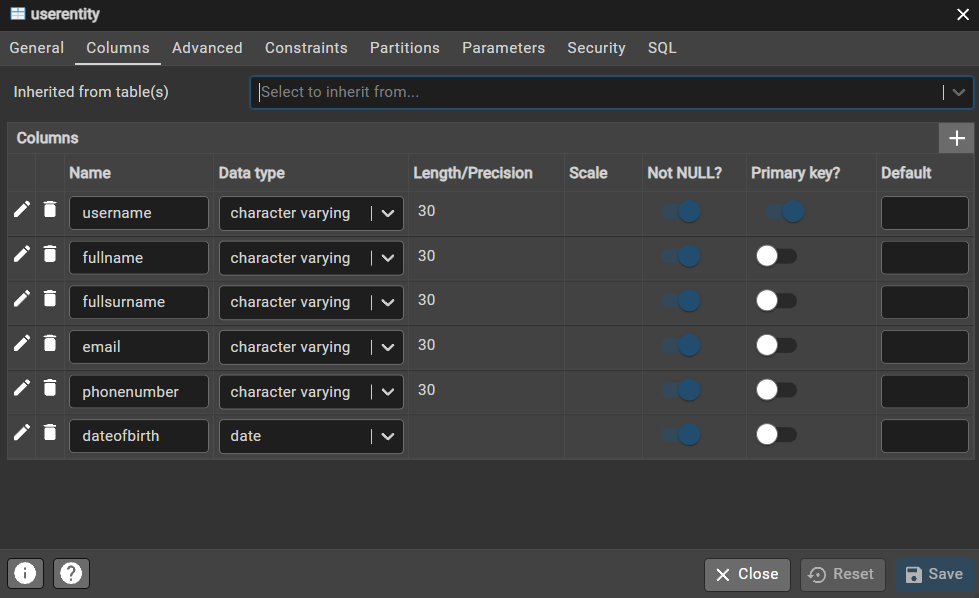 userentity
General Columns Advanced Constraints Partitions Parameters Security SQL
Inherited from table(s) Select to inherit from...
Columns
Name Data type Length/Precision Scale Not NULL? Primary key? Default
username character varying 30
fullname character varying 30
fullsurname character varying 30
email character varying 30
phonenumber character varying 30
dateofbirth date
Close Reset Save